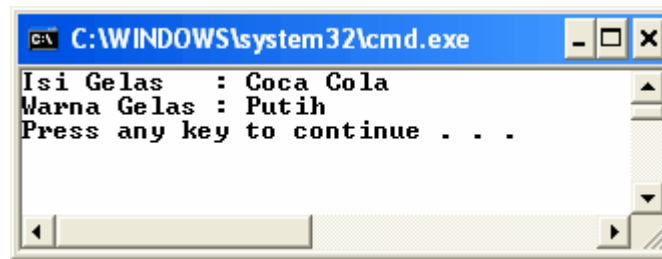 C:\WINDOWS\system32\cmd.exe
Isi Gelas   : Coca Cola
Warna Gelas : Putih
Press any key to continue . . .